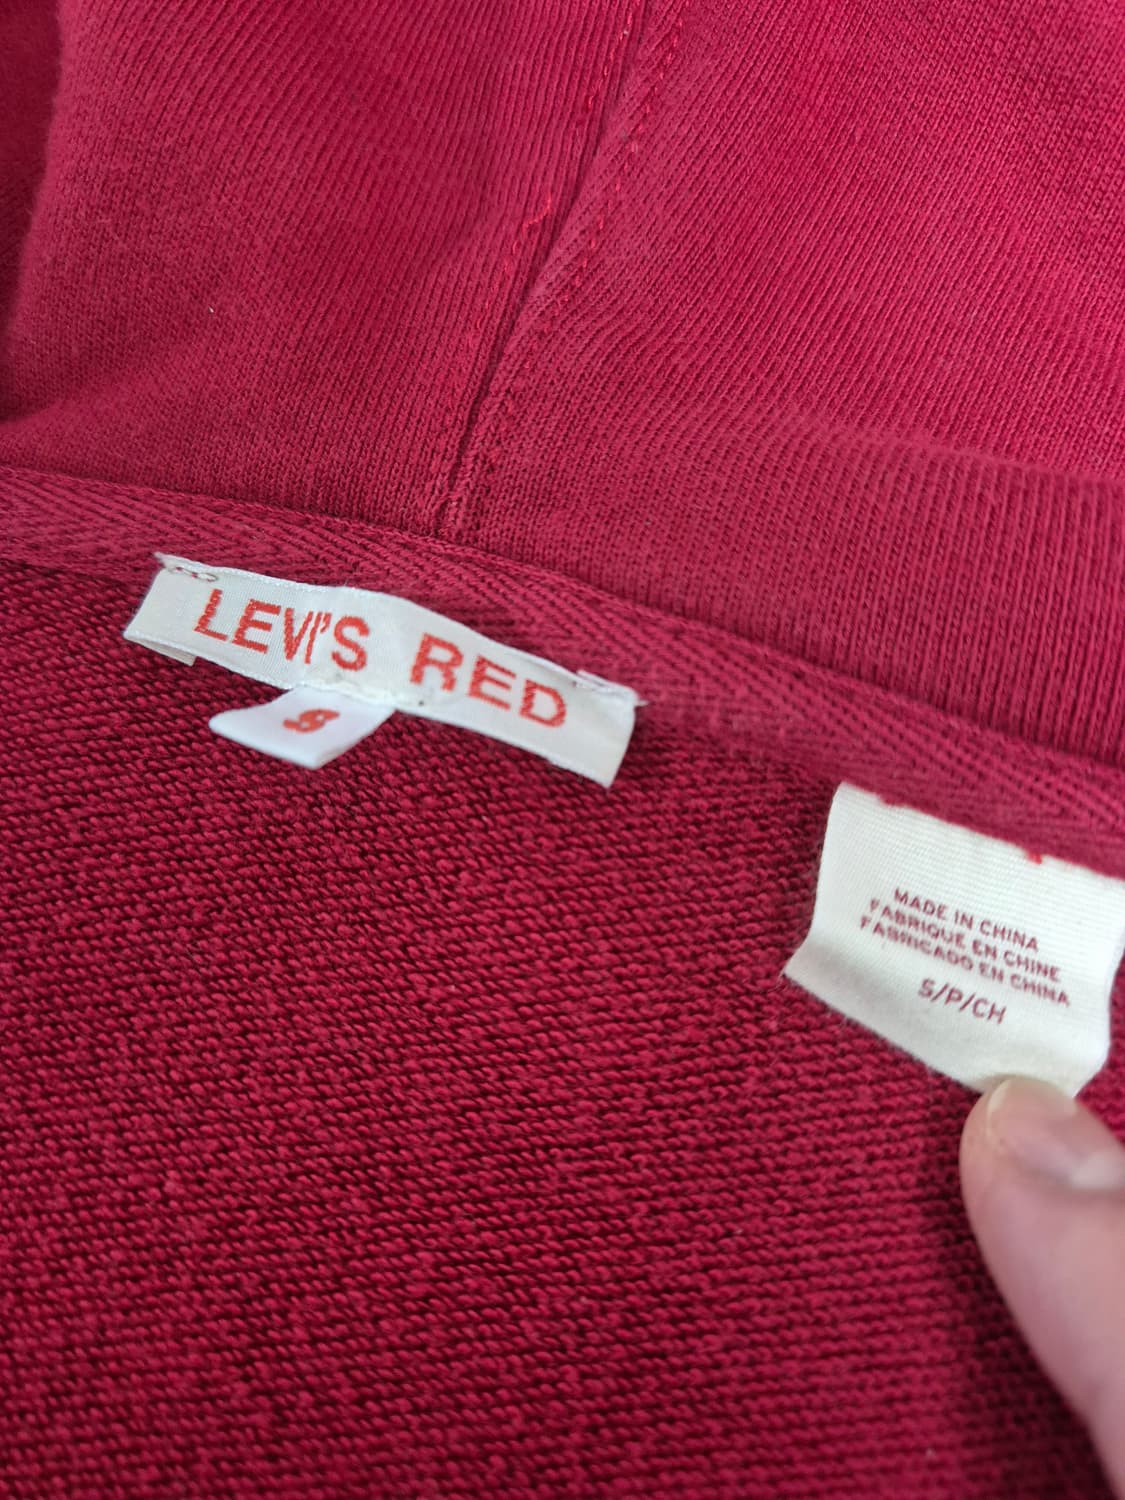 LEVI'S RED
S
MADE IN CHINA
FABRIQUE EN CHINE
FABRICADO EN CHINA
S/P/CH